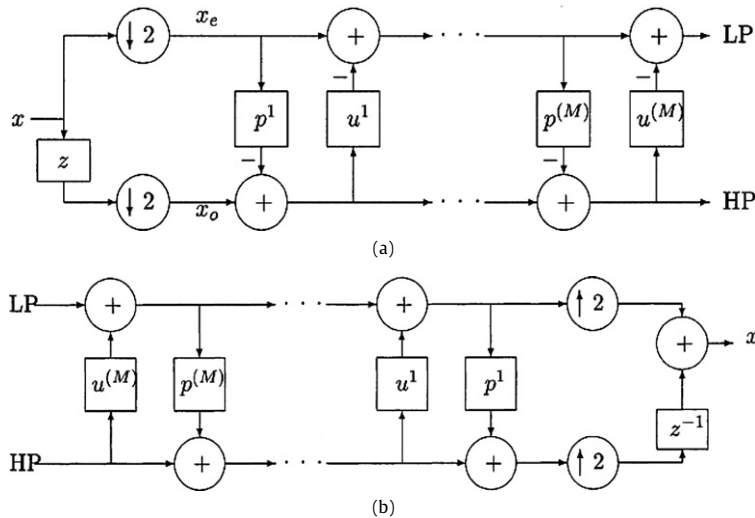 ↓ 2 x_e + · · · + LP
− −
x p^1 u^1 p^{(M)} u^{(M)}
z − −
↓ 2 x_o + · · · + HP
(a)
LP + · · · + ↑ 2
+ x
u^{(M)} p^{(M)} u^1 p^1
z^{−1}
HP + · · · + ↑ 2
(b)